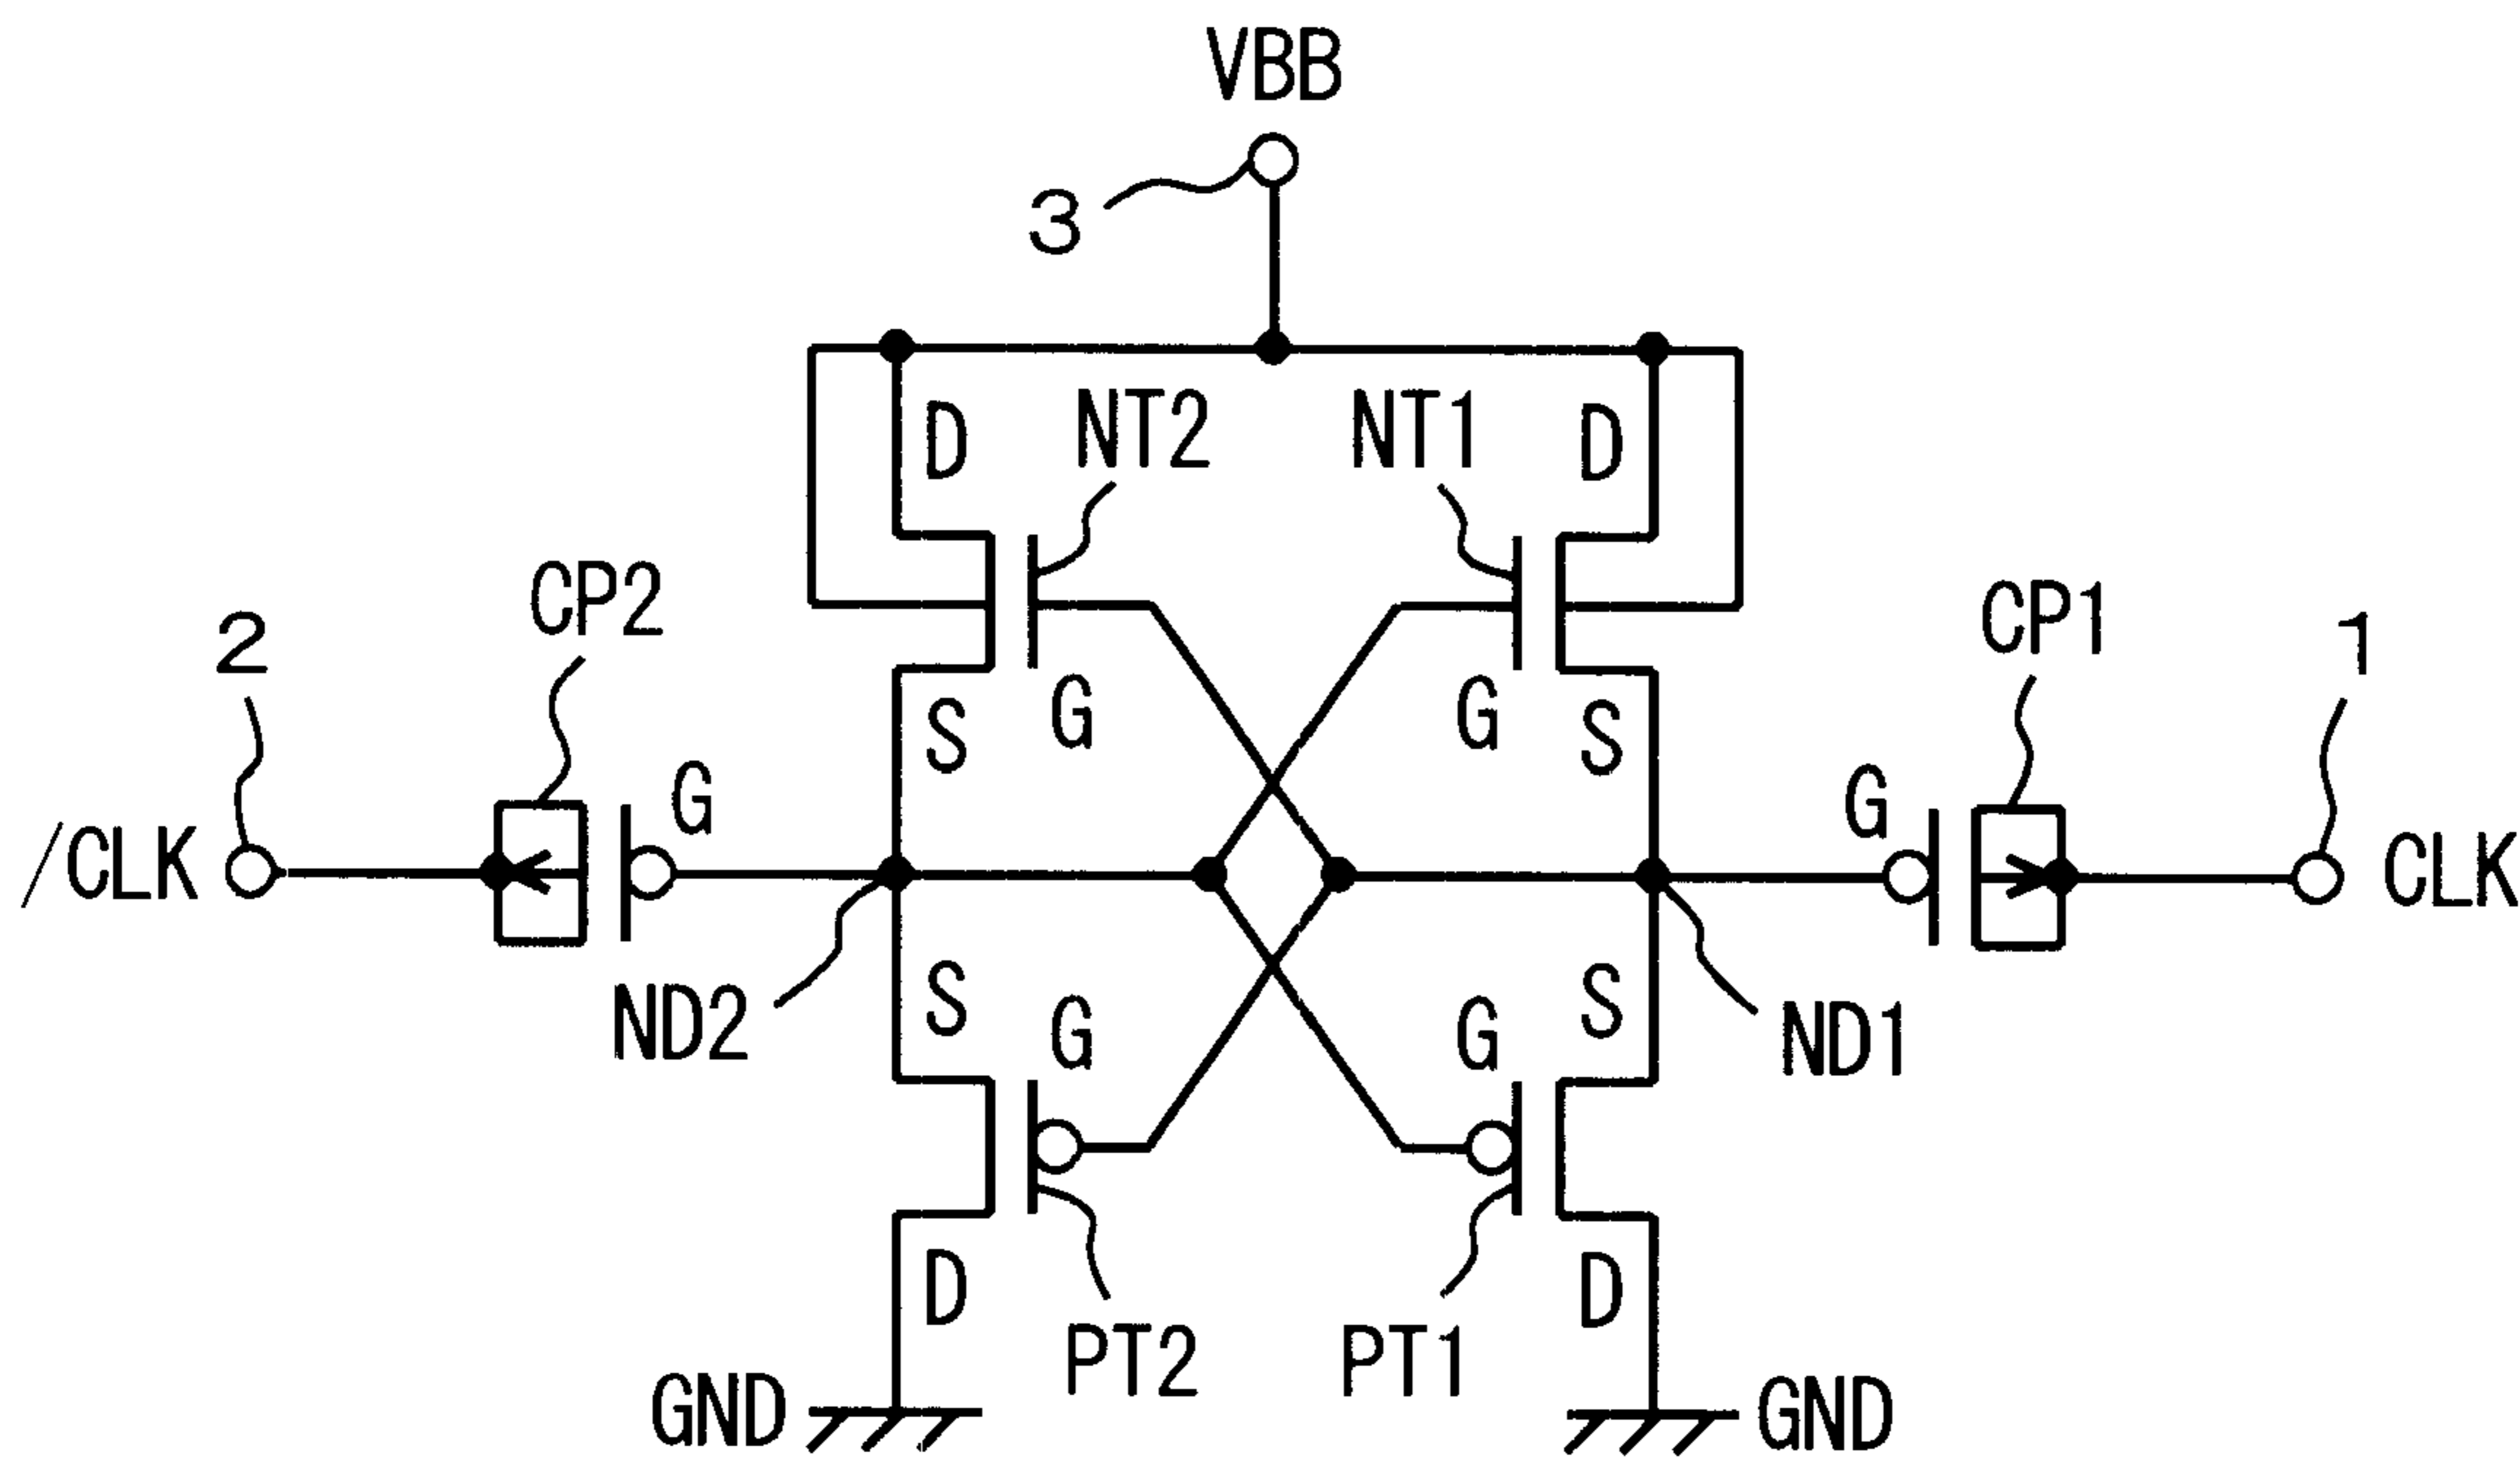 VBB
3
D NT2 NT1 D
CP2 CP1
2 1
S G G S
G G
/CLK CLK
S G G S
ND2 ND1
D D
PT2 PT1
GND GND